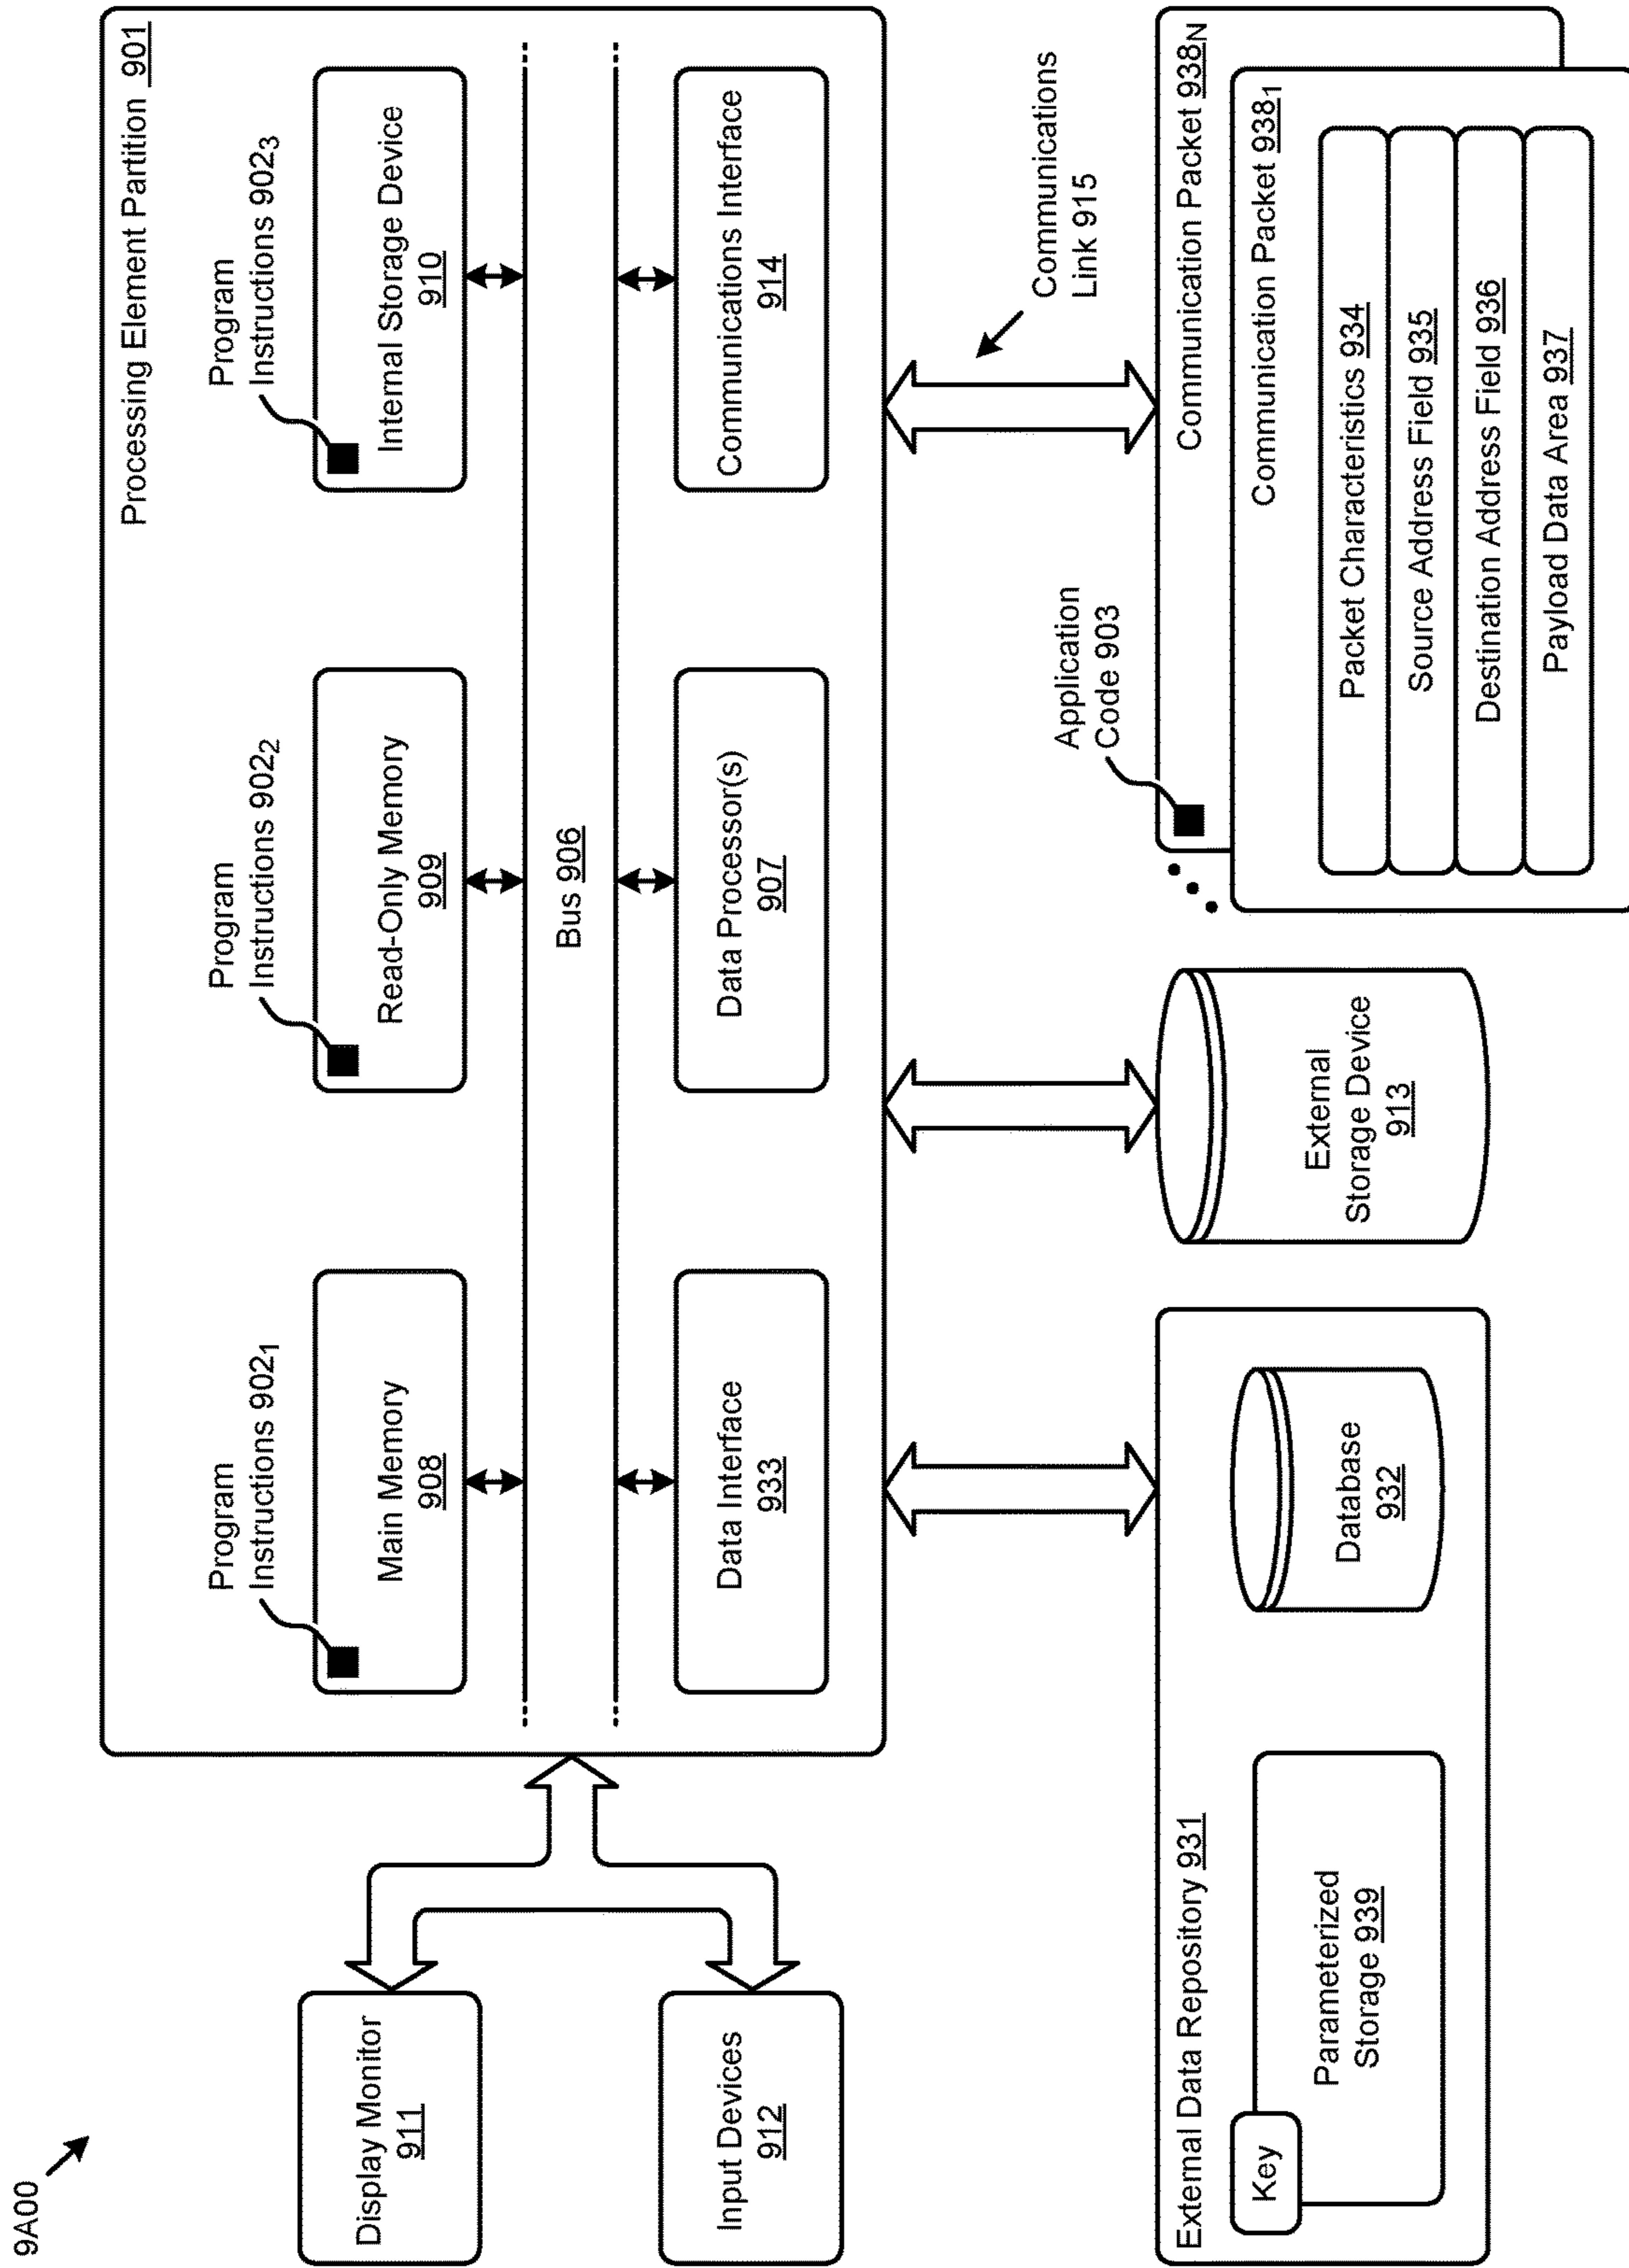 9A00
Processing Element Partition 901
Program
Instructions 902₁
Program
Instructions 902₂
Program
Instructions 902₃
Main Memory
908
Read-Only Memory
909
Internal Storage Device
910
Display Monitor
911
Bus 906
Input Devices
912
Data Interface
933
Data Processor(s)
907
Communications Interface
914
Communications
Link 915
Application
Code 903
External Data Repository 931
Key
Parameterized
Storage 939
Database
932
External
Storage Device
913
Communication Packet 938N
Communication Packet 938₁
Packet Characteristics 934
Source Address Field 935
Destination Address Field 936
Payload Data Area 937